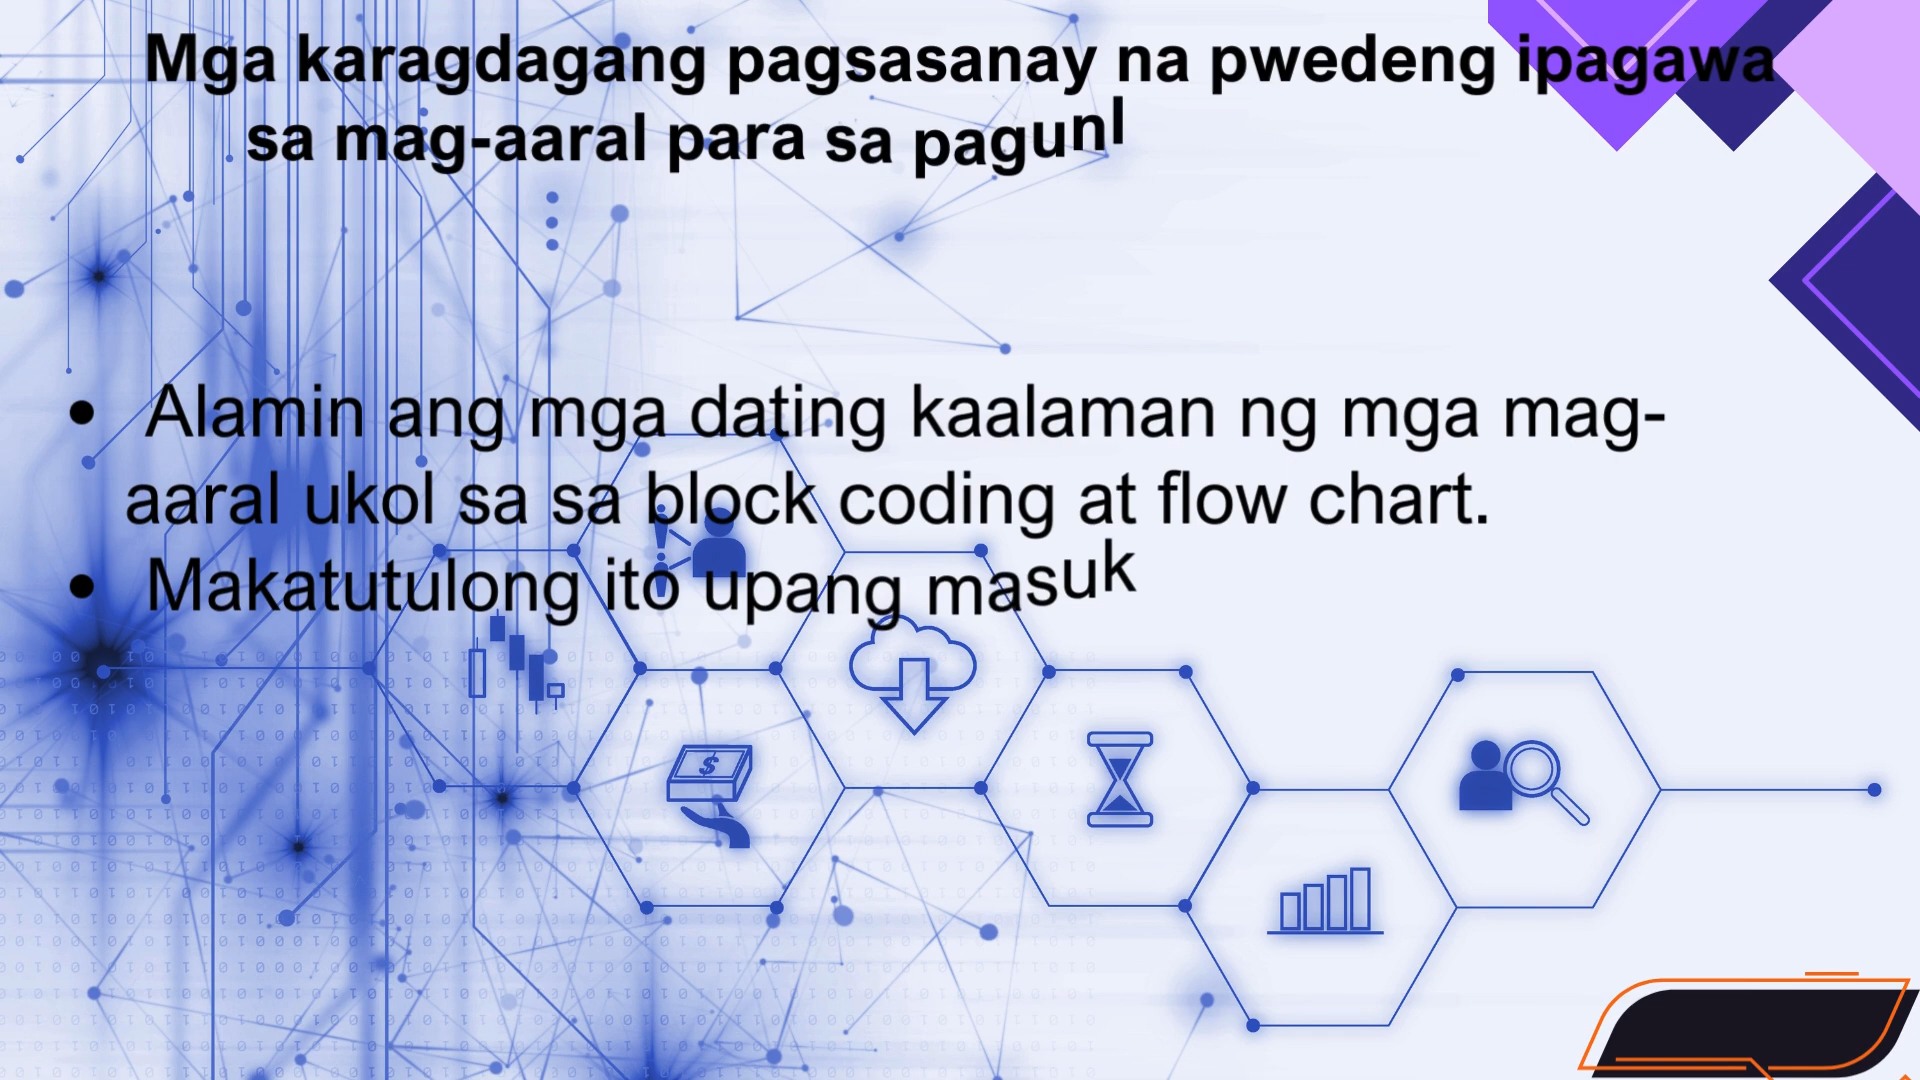 Mga karagdagang pagsasanay na pwedeng ipagawa
sa mag-aaral para sa pagunl
• Alamin ang mga dating kaalaman ng mga mag-
aaral ukol sa sa block coding at flow chart.
• Makatutulong ito upang masuk